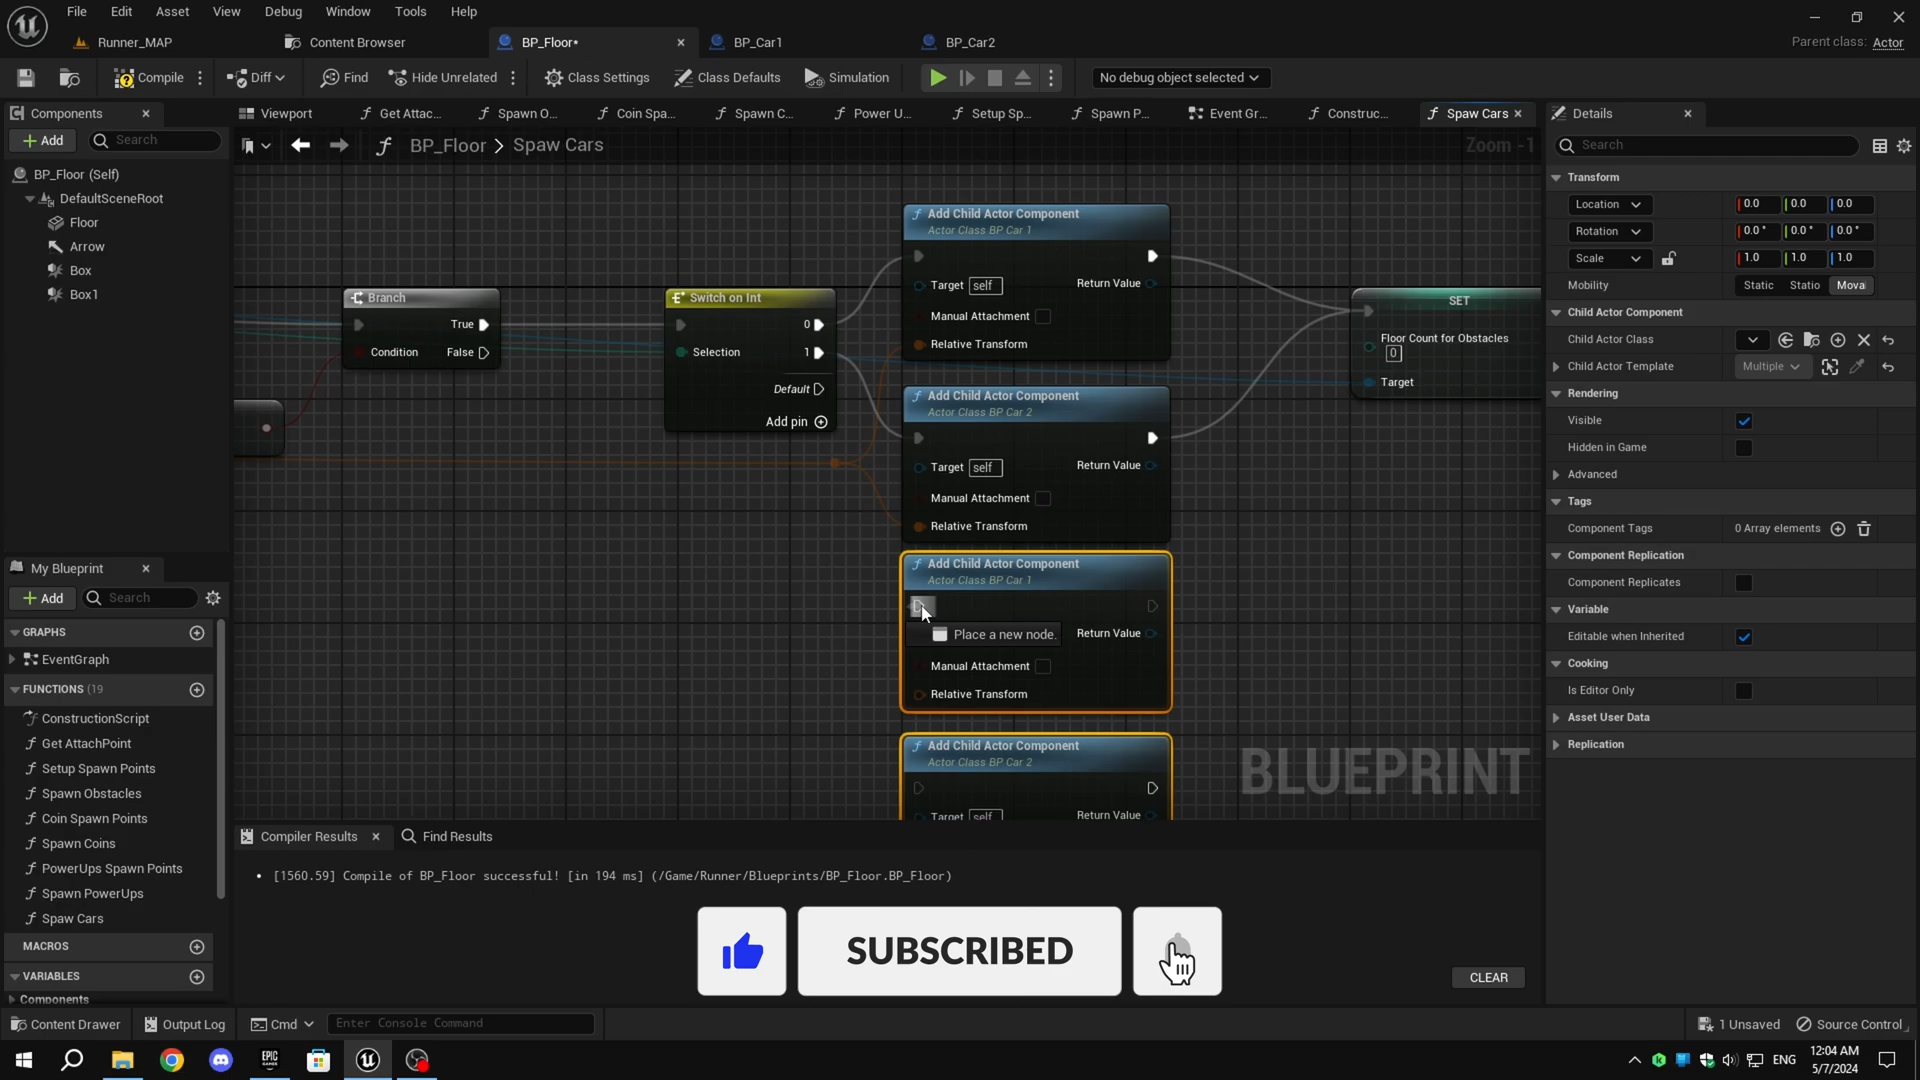 File Edit Asset View Debug Window Tools Help
Runner_MAP Content Browser BP_Floor* BP_Car1 BP_Car2
Parent class: Actor
Compile Diff Find Hide Unrelated Class Settings Class Defaults Simulation No debug object selected
Components
Add Search
BP_Floor (Self)
DefaultSceneRoot
Floor
Arrow
Box
Box1
My Blueprint
Add Search
GRAPHS
EventGraph
FUNCTIONS (19
ConstructionScript
Get AttachPoint
Setup Spawn Points
Spawn Obstacles
Coin Spawn Points
Spawn Coins
PowerUps Spawn Points
Spawn PowerUps
Spaw Cars
MACROS
VARIABLES
Components
Viewport Get Attac... Spawn O... Coin Spa... Spawn C... Power U... Setup Sp... Spawn P... Event Gr... Construc... Spaw Cars
BP_Floor > Spaw Cars
Zoom -1
Branch
True
Condition False
Switch on Int
0
Selection 1
Default
Add pin
Add Child Actor Component
Actor Class BP Car 1
Target self Return Value
Manual Attachment
Relative Transform
Add Child Actor Component
Actor Class BP Car 2
Target self Return Value
Manual Attachment
Relative Transform
Add Child Actor Component
Actor Class BP Car 1
Place a new node. Return Value
Manual Attachment
Relative Transform
Add Child Actor Component
Actor Class BP Car 2
Target self Return Value
SET
Floor Count for Obstacles
0
Target
BLUEPRINT
Compiler Results Find Results
• [1560.59] Compile of BP_Floor successful! [in 194 ms] (/Game/Runner/Blueprints/BP_Floor.BP_Floor)
SUBSCRIBED
CLEAR
Details
Search
Transform
Location 0.0 0.0 0.0
Rotation 0.0 ° 0.0 ° 0.0 °
Scale 1.0 1.0 1.0
Mobility Static Statio Moval
Child Actor Component
Child Actor Class
Child Actor Template Multiple
Rendering
Visible
Hidden in Game
Advanced
Tags
Component Tags 0 Array elements
Component Replication
Component Replicates
Variable
Editable when Inherited
Cooking
Is Editor Only
Asset User Data
Replication
Content Drawer Output Log Cmd Enter Console Command 1 Unsaved Source Control
EPIC GAMES
ENG
12:04 AM
5/7/2024